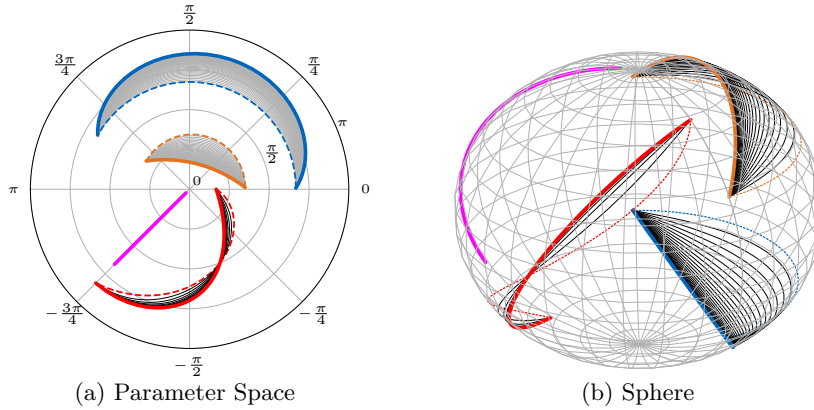 π/2
3π/4
π/4
π
π/2
π
0
0
− 3π/4
− π/4
− π/2
(a) Parameter Space
(b) Sphere